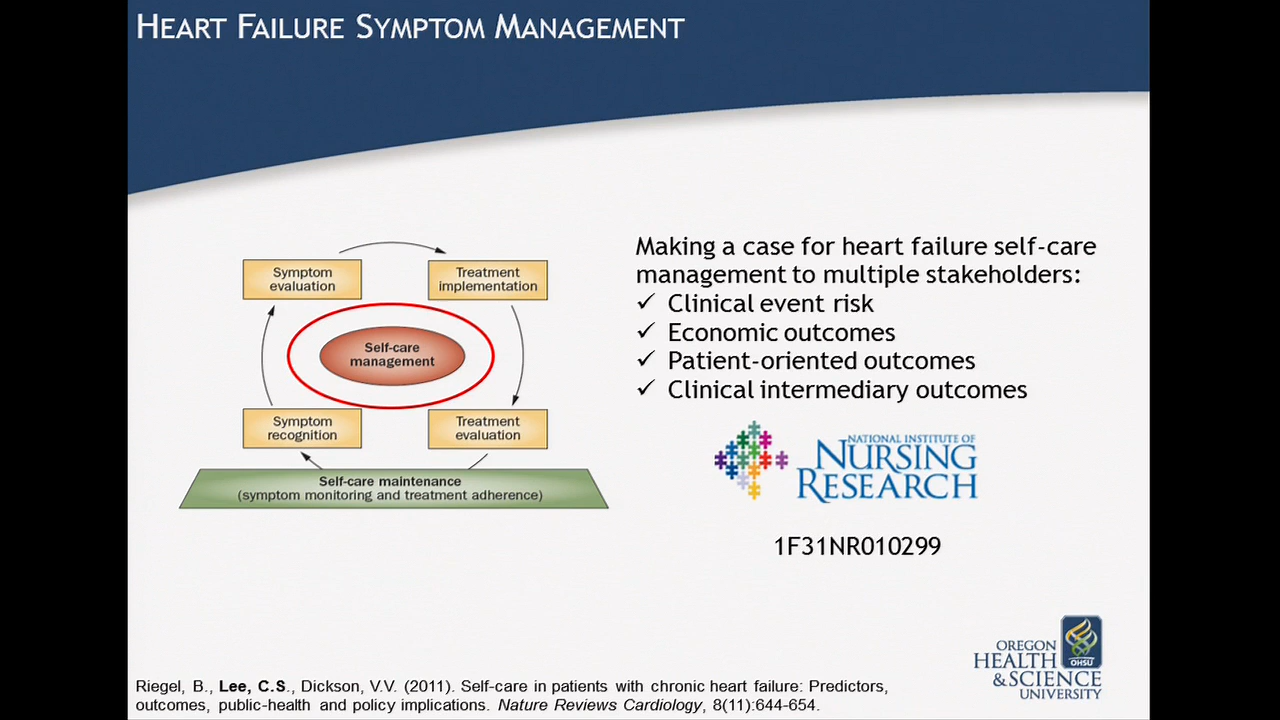 HEART FAILURE SYMPTOM MANAGEMENT
Symptom
evaluation
Treatment
implementation
Self-care
management
Symptom
recognition
Treatment
evaluation
Self-care maintenance
(symptom monitoring and treatment adherence)
Making a case for heart failure self-care
management to multiple stakeholders:
✓ Clinical event risk
✓ Economic outcomes
✓ Patient-oriented outcomes
✓ Clinical intermediary outcomes
NATIONAL INSTITUTE OF
NURSING
RESEARCH
1F31NR010299
OREGON
HEALTH
& SCIENCE
UNIVERSITY
OHSU
Riegel, B., Lee, C.S., Dickson, V.V. (2011). Self-care in patients with chronic heart failure: Predictors,
outcomes, public-health and policy implications. Nature Reviews Cardiology, 8(11):644-654.